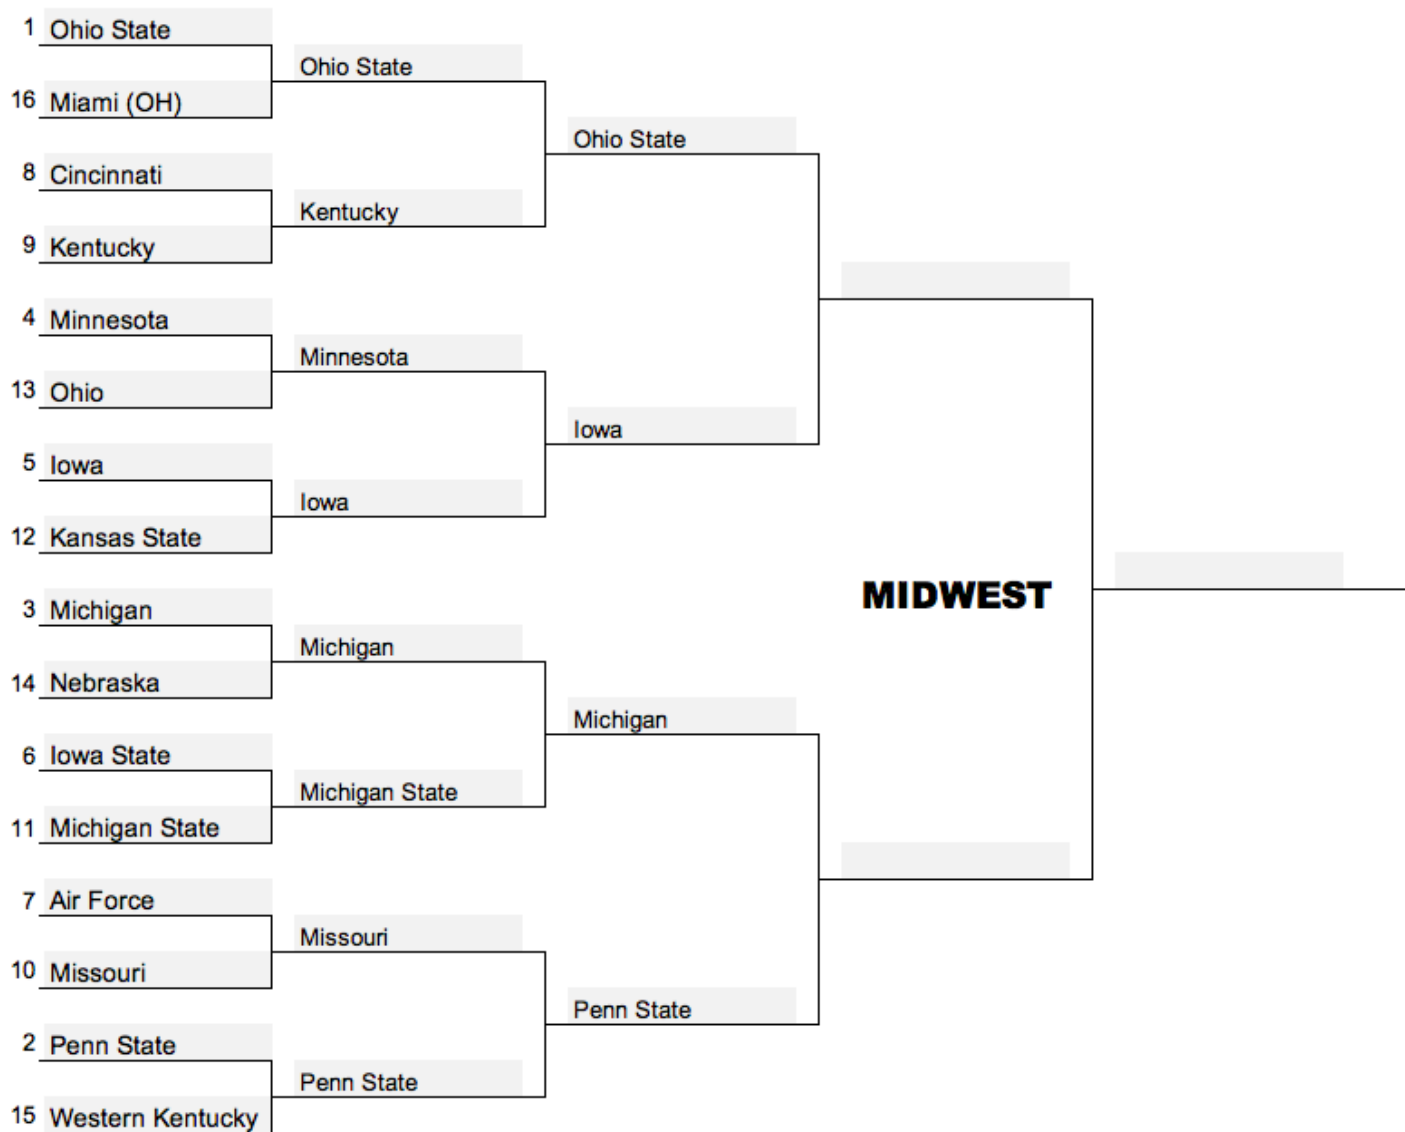 1 Ohio State
16 Miami (OH)
8 Cincinnati
9 Kentucky
4 Minnesota
13 Ohio
5 Iowa
12 Kansas State
3 Michigan
14 Nebraska
6 Iowa State
11 Michigan State
7 Air Force
10 Missouri
2 Penn State
15 Western Kentucky
Ohio State
Kentucky
Minnesota
Iowa
Michigan
Michigan State
Missouri
Penn State
Ohio State
Iowa
Michigan
Penn State
MIDWEST